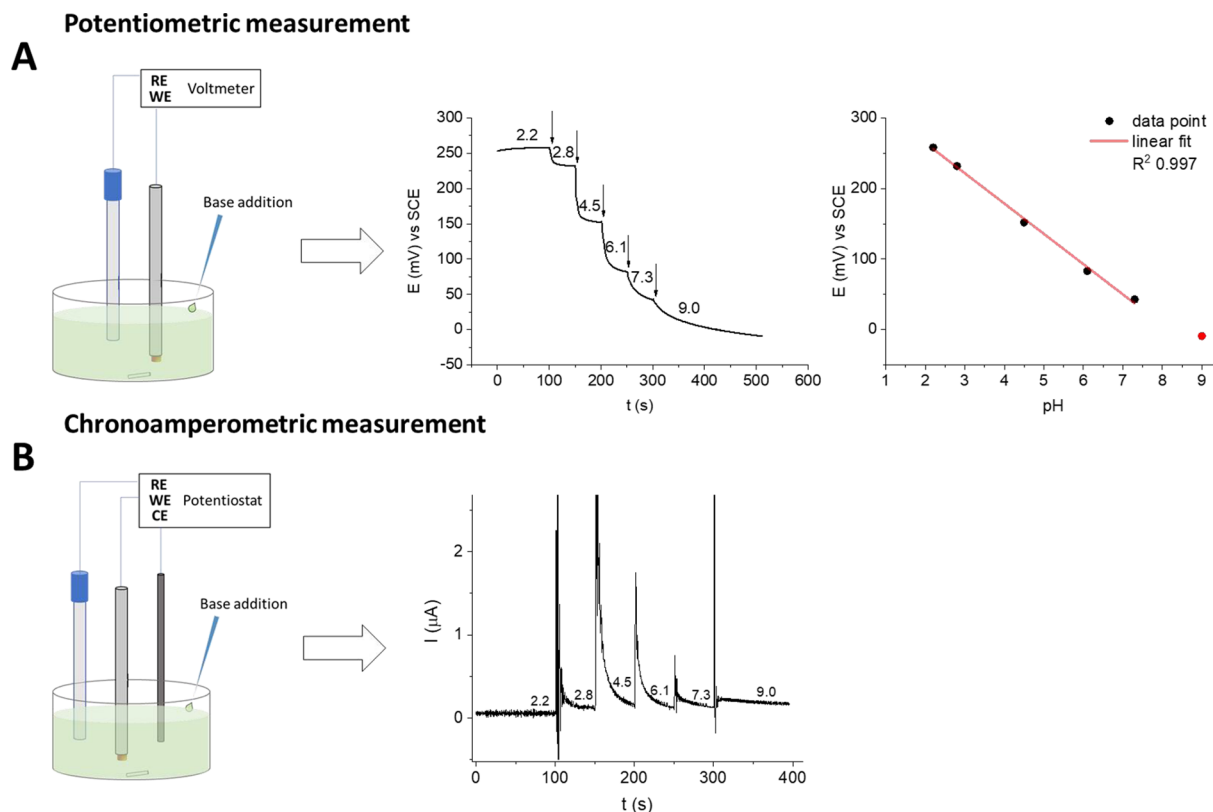 Potentiometric measurement
A
RE
WE
Voltmeter
Base addition
E (mV) vs SCE
300
250
200
150
100
50
0
-50
2.2
2.8
4.5
6.1
7.3
9.0
0 100 200 300 400 500 600
t (s)
E (mV) vs SCE
300
200
100
0
data point
linear fit
R² 0.997
1 2 3 4 5 6 7 8 9
pH
Chronoamperometric measurement
B
RE
WE
CE
Potentiostat
Base addition
I (μA)
2
1
0
2.2
2.8
4.5
6.1
7.3
9.0
0 100 200 300 400
t (s)